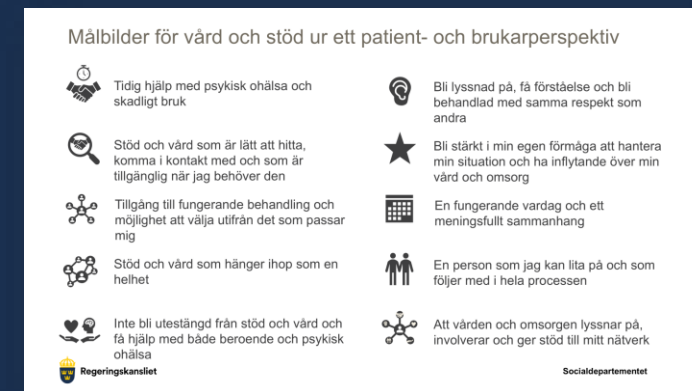 Målbilder för vård och stöd ur ett patient- och brukarperspektiv
Tidig hjälp med psykisk ohälsa och
skadligt bruk
Stöd och vård som är lätt att hitta,
komma i kontakt med och som är
tillgänglig när jag behöver den
Tillgång till fungerande behandling och
möjlighet att välja utifrån det som passar
mig
Stöd och vård som hänger ihop som en
helhet
Inte bli utestängd från stöd och vård och
få hjälp med både beroende och psykisk
ohälsa
Bli lyssnad på, få förståelse och bli
behandlad med samma respekt som
andra
Bli stärkt i min egen förmåga att hantera
min situation och ha inflytande över min
vård och omsorg
En fungerande vardag och ett
meningsfullt sammanhang
En person som jag kan lita på och som
följer med i hela processen
Att vården och omsorgen lyssnar på,
involverar och ger stöd till mitt nätverk
Regeringskansliet
Socialdepartementet